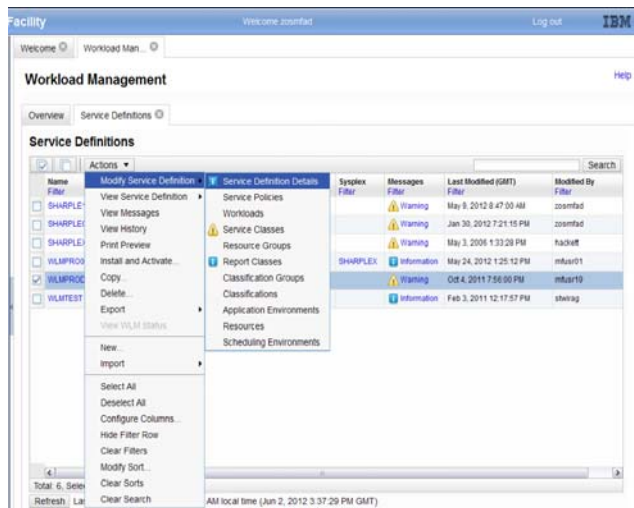 Facility Welcome zosmfad Log out IBM
Welcome Workload Man...
Workload Management Help
Overview Service Definitions
Service Definitions
Actions Search
Name Sysplex Messages Last Modified (GMT) Modified By
Filter Filter Filter Filter Filter
Modify Service Definition
View Service Definition
View Messages
View History
Print Preview
Install and Activate...
Copy...
Delete...
Export
View WLM status
New...
Import
Select All
Deselect All
Configure Columns...
Hide Filter Row
Clear Filters
Modify Sort...
Clear Sorts
Clear Search
Service Definition Details
Service Policies
Workloads
Service Classes
Resource Groups
Report Classes
Classification Groups
Classifications
Application Environments
Resources
Scheduling Environments
SHARPLE Warning May 9, 2012 8:47:00 AM zosmfad
SHARPLE Warning Jan 30, 2012 7:21:15 PM zosmfad
SHARPLE Warning May 3, 2006 1:33:28 PM hackett
WLMPRO SHARPLEX Information May 24, 2012 1:25:12 PM mfusr01
WLMPROD Warning Oct 4, 2011 7:56:00 PM mfusr19
WLMTEST Information Feb 3, 2011 12:17:57 PM stwirag
Total: 6, Sele
Refresh La AM local time (Jun 2, 2012 3:37:29 PM GMT)